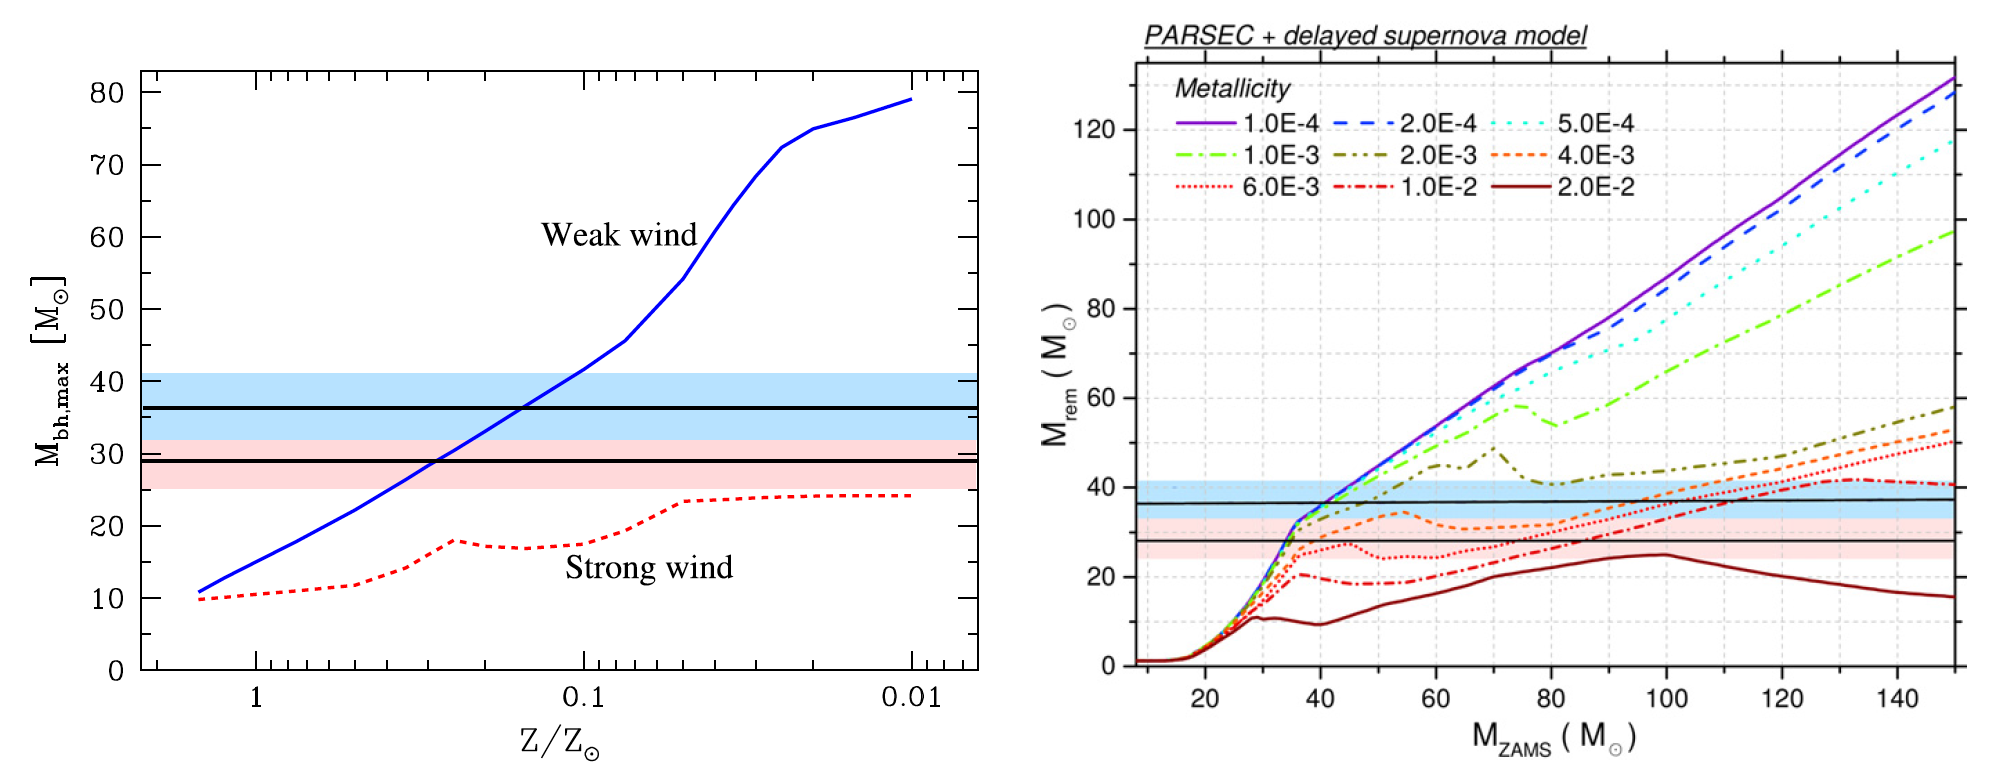 80
70
60
50
40
30
20
10
0
M_bh,max [M_⊙]
Weak wind
Strong wind
1
0.1
0.01
Z/Z_⊙
PARSEC + delayed supernova model
Metallicity
1.0E-4 2.0E-4 5.0E-4
1.0E-3 2.0E-3 4.0E-3
6.0E-3 1.0E-2 2.0E-2
120
100
80
60
40
20
0
M_rem ( M_⊙)
20 40 60 80 100 120 140
M_ZAMS ( M_⊙)